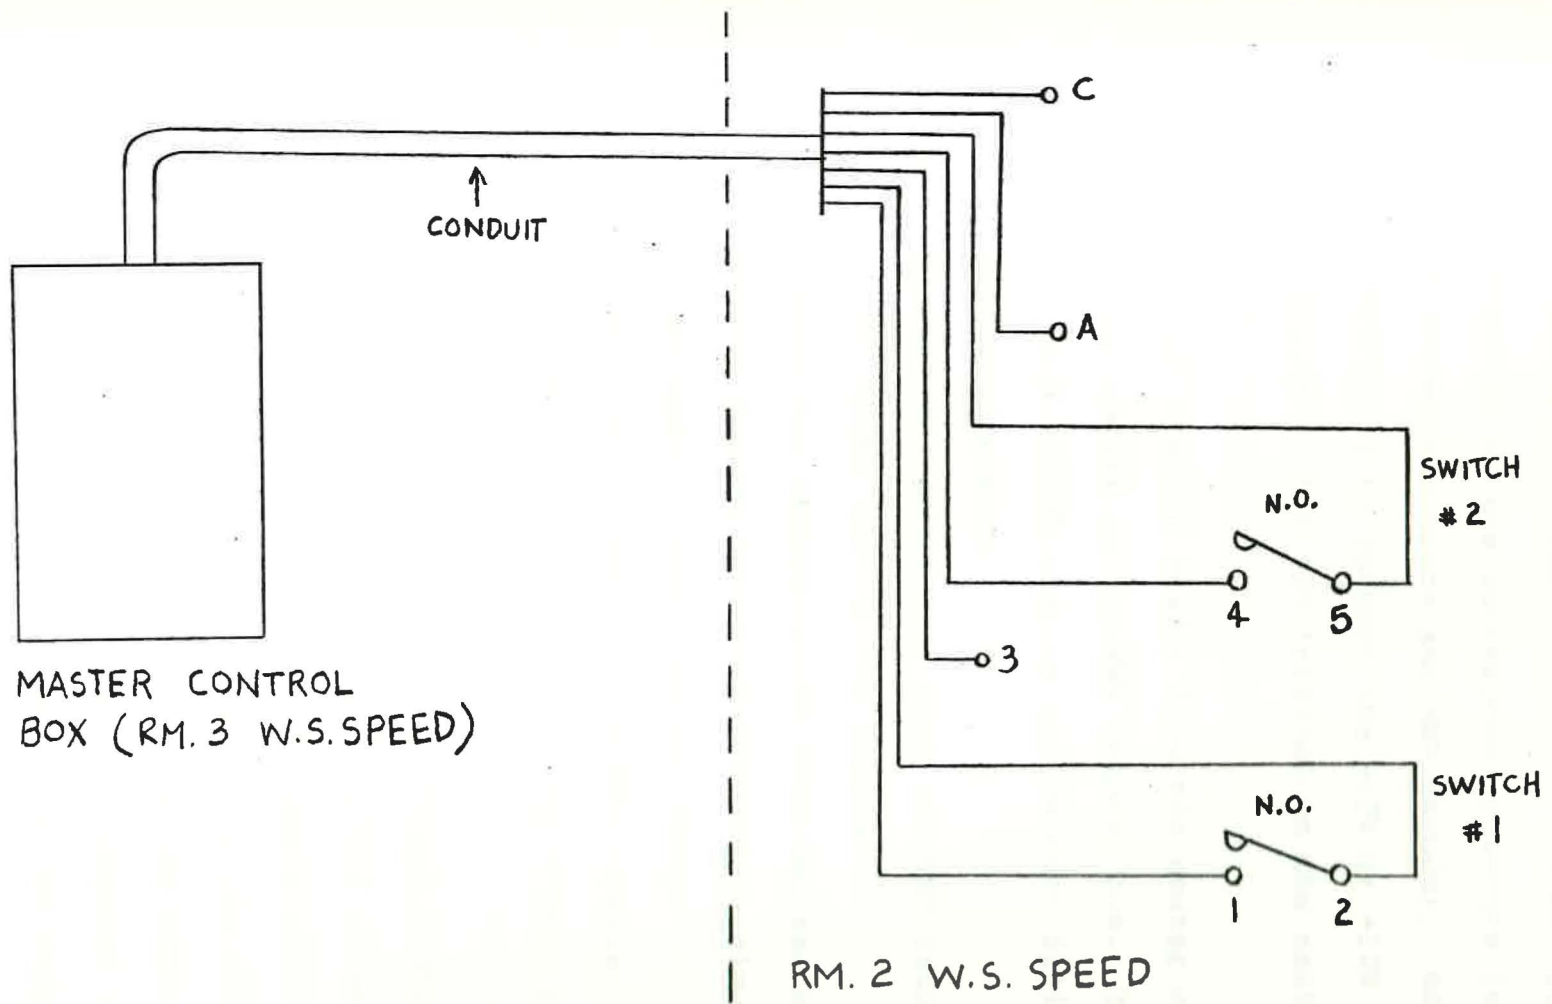 C
CONDUIT
A
SWITCH
#2
N.O.
4 5
3
MASTER CONTROL
BOX (RM. 3 W.S. SPEED)
SWITCH
#1
N.O.
1 2
RM. 2 W.S. SPEED